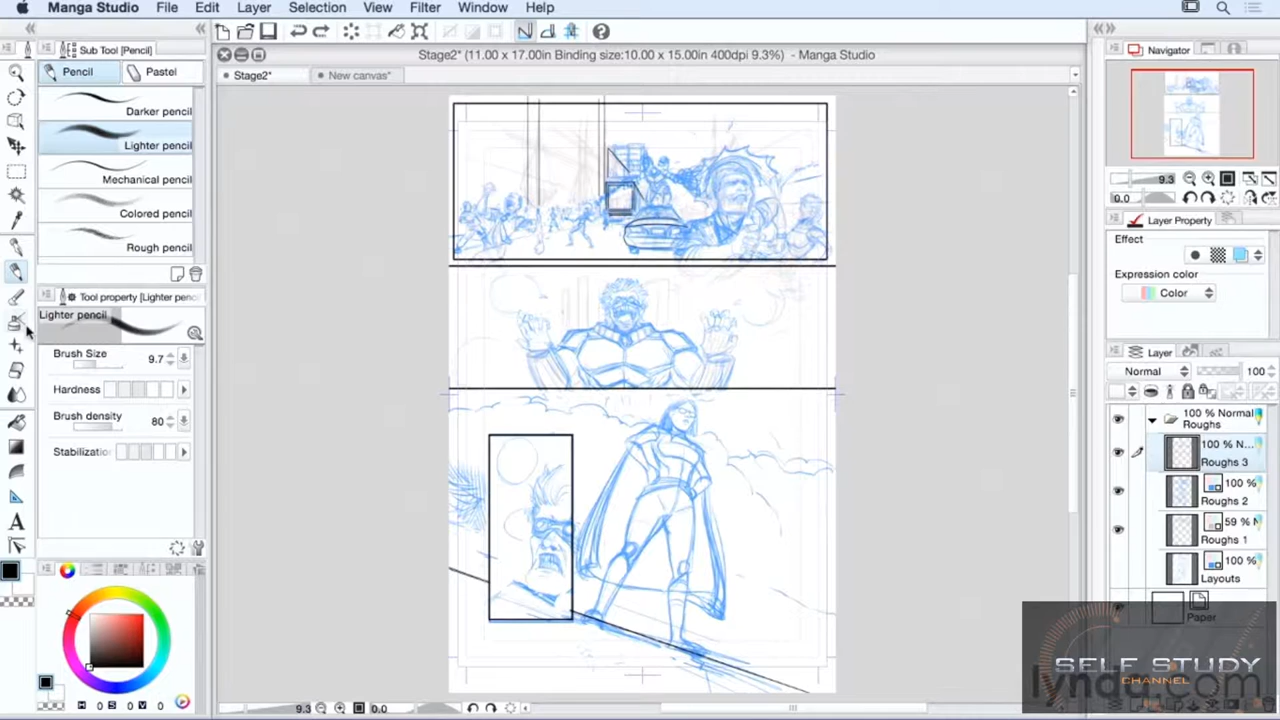 Manga Studio File Edit Layer Selection View Filter Window Help
Stage2* (11.00 x 17.00in Binding size:10.00 x 15.00in 400dpi 9.3%) - Manga Studio
Sub Tool [Pencil]
Pencil Pastel
Stage2* New canvas*
Darker pencil
Lighter pencil
Mechanical pencil
Colored pencil
Rough pencil
Tool property [Lighter penci
Lighter pencil
Brush Size 9.7
Hardness
Brush density 80
Stabilization
H 0 S 0 V 0
9.3 0.0
Navigator
9.3
0.0
Layer Property
Effect
Expression color
Color
Layer
Normal 100
100 % Normal
Roughs
100 % N...
Roughs 3
100 %
Roughs 2
59 % N
Roughs 1
100 %
Layouts
Paper
SELF STUDY
CHANNEL
lynda.com